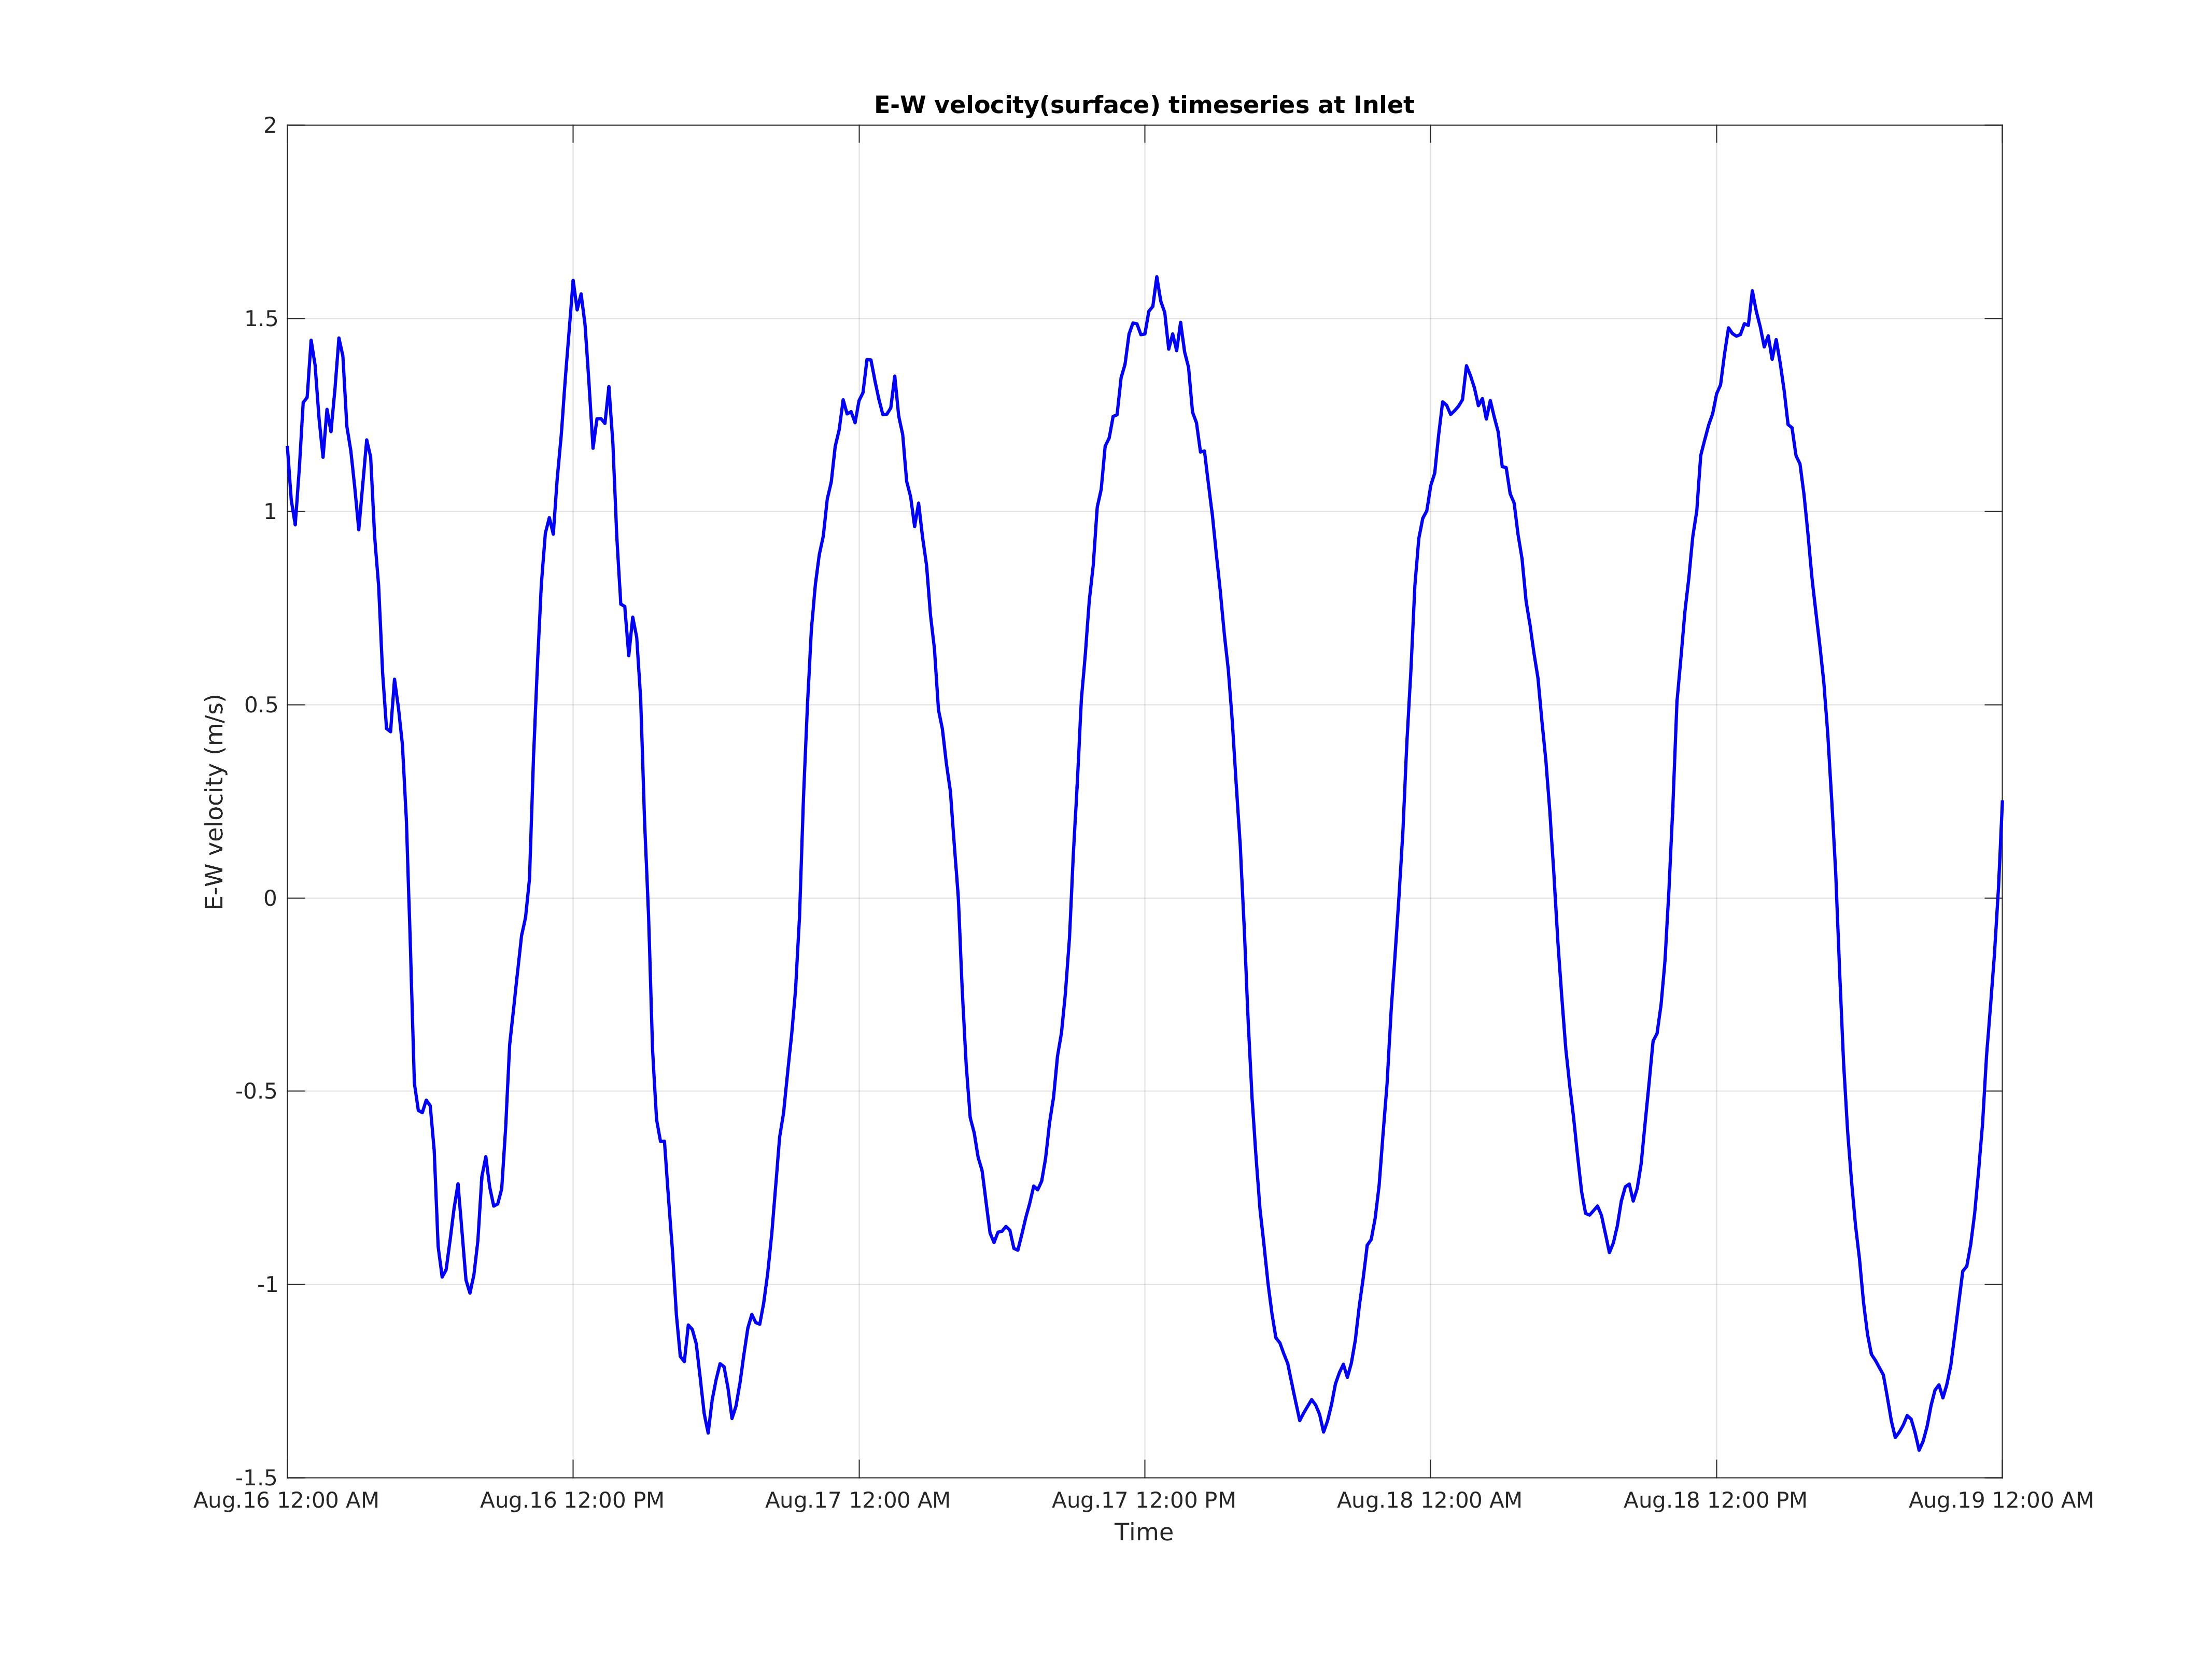 E-W velocity(surface) timeseries at Inlet
2
1.5
1
0.5
0
-0.5
-1
-1.5
E-W velocity (m/s)
Aug.16 12:00 AM Aug.16 12:00 PM Aug.17 12:00 AM Aug.17 12:00 PM Aug.18 12:00 AM Aug.18 12:00 PM Aug.19 12:00 AM
Time